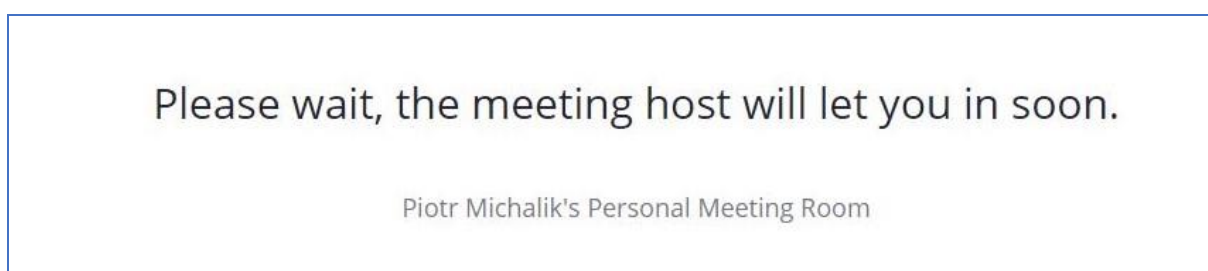 Please wait, the meeting host will let you in soon.
Piotr Michalik's Personal Meeting Room